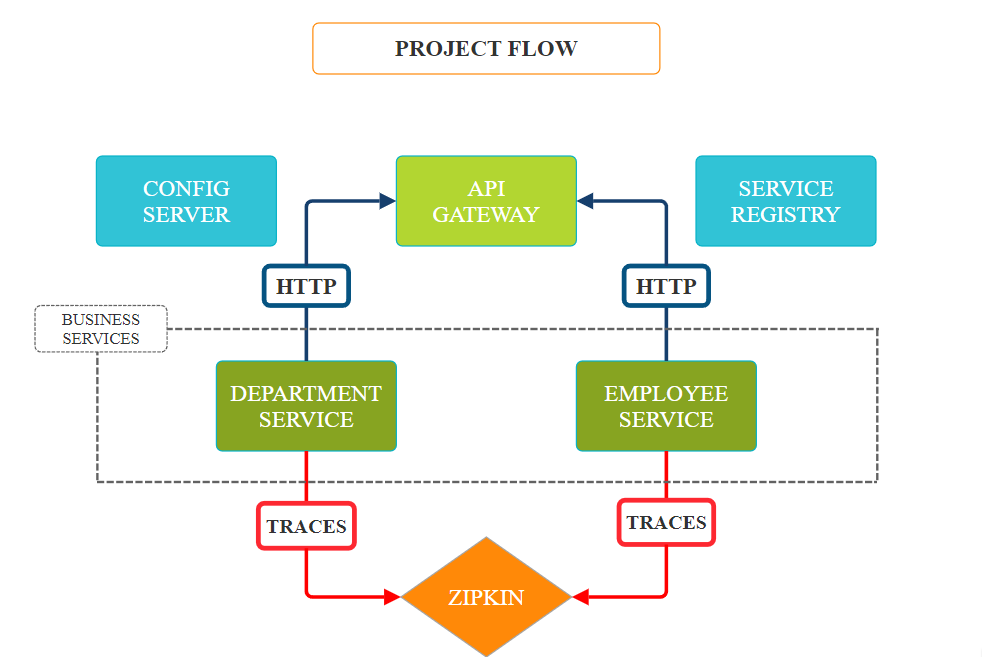 PROJECT FLOW
CONFIG
SERVER
API
GATEWAY
SERVICE
REGISTRY
HTTP
HTTP
BUSINESS
SERVICES
DEPARTMENT
SERVICE
EMPLOYEE
SERVICE
TRACES
TRACES
ZIPKIN